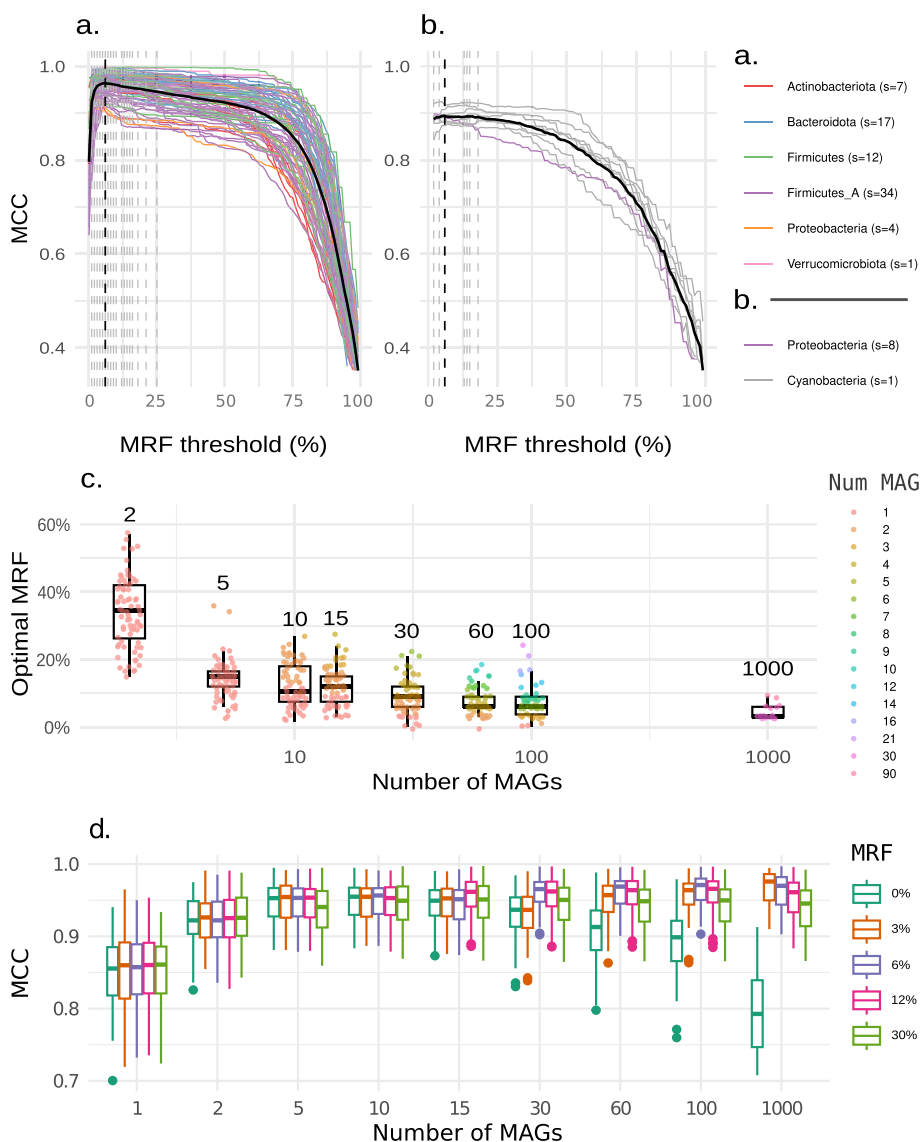 a.
b.
MCC
1.0
0.8
0.6
0.4
0 25 50 75 100
MRF threshold (%)
1.0
0.8
0.6
0.4
0 25 50 75 100
MRF threshold (%)
a.
Actinobacteriota (s=7)
Bacteroidota (s=17)
Firmicutes (s=12)
Firmicutes_A (s=34)
Proteobacteria (s=4)
Verrucomicrobiota (s=1)
b.
Proteobacteria (s=8)
Cyanobacteria (s=1)
c.
Optimal MRF
60%
40%
20%
0%
2
5
10
15
30
60
100
1000
10 100 1000
Number of MAGs
Num MAG
1
2
3
4
5
6
7
8
9
10
12
14
16
21
30
90
d.
MCC
1.0
0.9
0.8
0.7
1 2 5 10 15 30 60 100 1000
Number of MAGs
MRF
0%
3%
6%
12%
30%